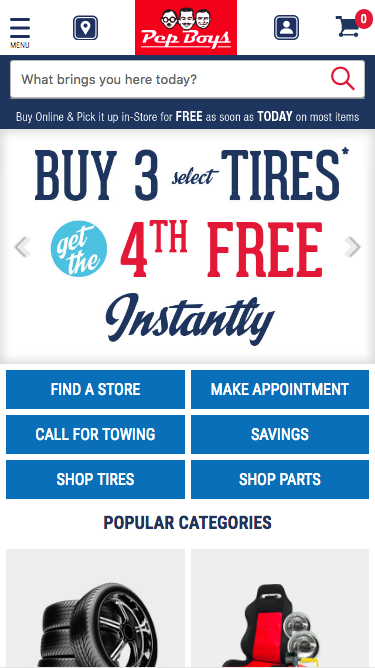 MENU
Pep Boys
0
What brings you here today?
Buy Online & Pick it up in-Store for FREE as soon as TODAY on most items
BUY 3 select TIRES*
get the 4TH FREE
Instantly
FIND A STORE
MAKE APPOINTMENT
CALL FOR TOWING
SAVINGS
SHOP TIRES
SHOP PARTS
POPULAR CATEGORIES